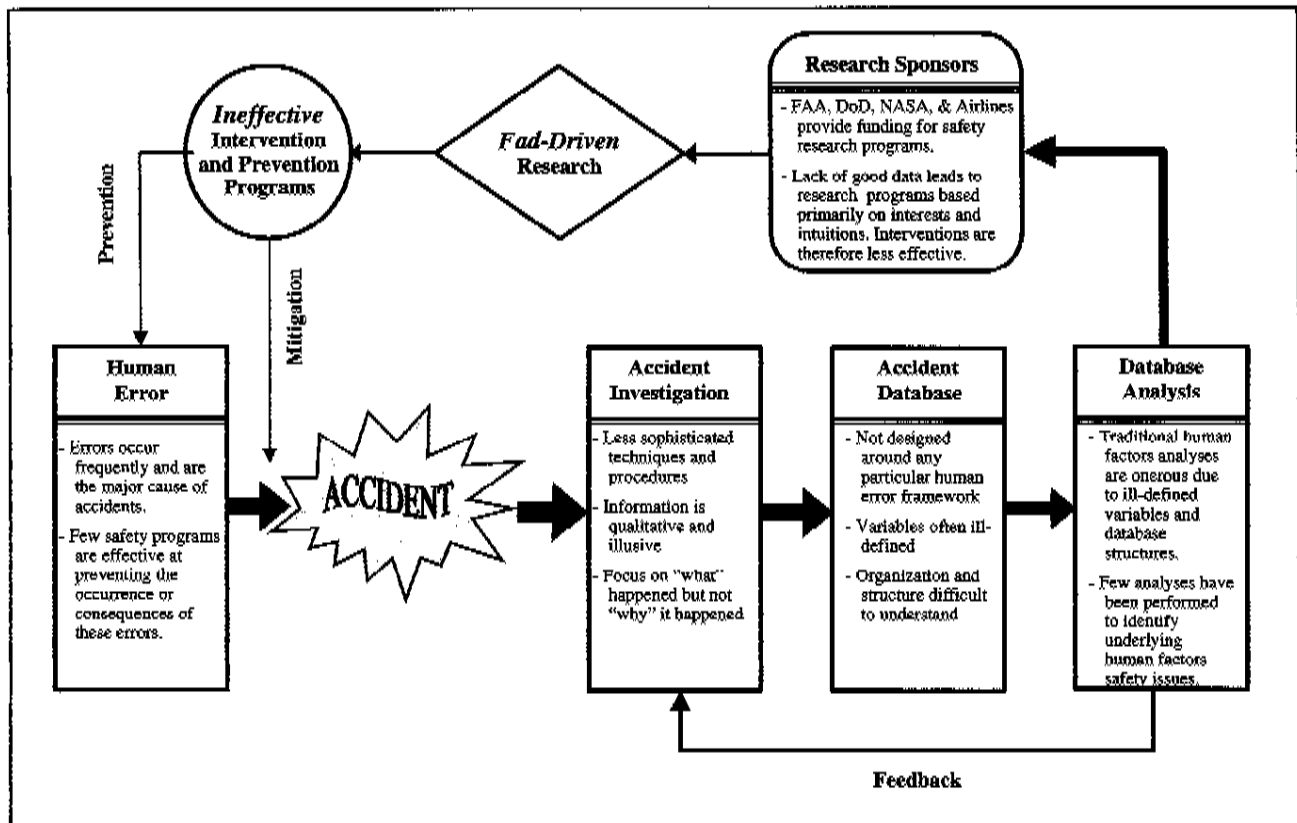 Ineffective
Intervention
and Prevention
Programs
Fad-Driven
Research
Research Sponsors
- FAA, DoD, NASA, & Airlines
provide funding for safety
research programs.
- Lack of good data leads to
research programs based
primarily on interests and
intuitions. Interventions are
therefore less effective.
Prevention
Mitigation
Human
Error
- Errors occur
frequently and are
the major cause of
accidents.
- Few safety programs
are effective at
preventing the
occurrence or
consequences of
these errors.
ACCIDENT
Accident
Investigation
- Less sophisticated
techniques and
procedures
- Information is
qualitative and
illusive
- Focus on "what"
happened but not
"why" it happened
Accident
Database
- Not designed
around any
particular human
error framework
- Variables often ill-
defined
- Organization and
structure difficult
to understand
Database
Analysis
- Traditional human
factors analyses
are onerous due
to ill-defined
variables and
database
structures.
- Few analyses have
been performed
to identify
underlying
human factors
safety issues.
Feedback